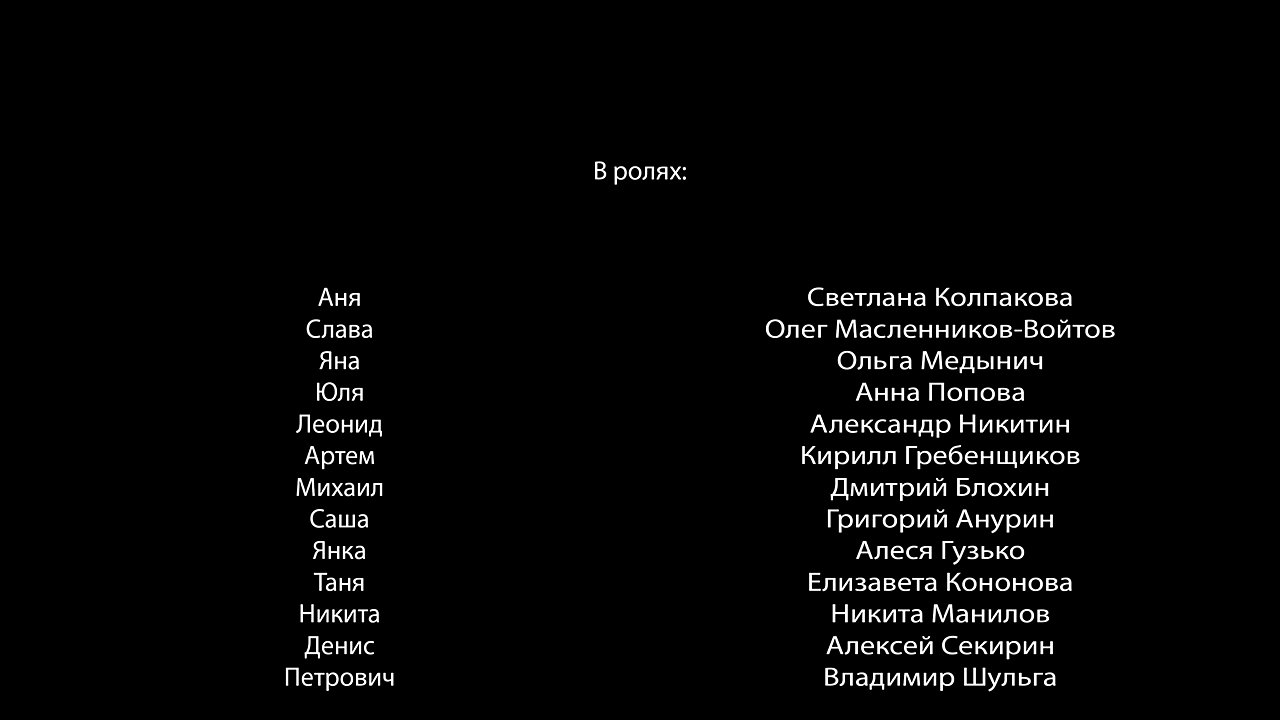 В ролях:
Аня Светлана Колпакова
Слава Олег Масленников-Войтов
Яна Ольга Медынич
Юля Анна Попова
Леонид Александр Никитин
Артем Кирилл Гребенщиков
Михаил Дмитрий Блохин
Саша Григорий Анурин
Янка Алеся Гузько
Таня Елизавета Кононова
Никита Никита Манилов
Денис Алексей Секирин
Петрович Владимир Шульга